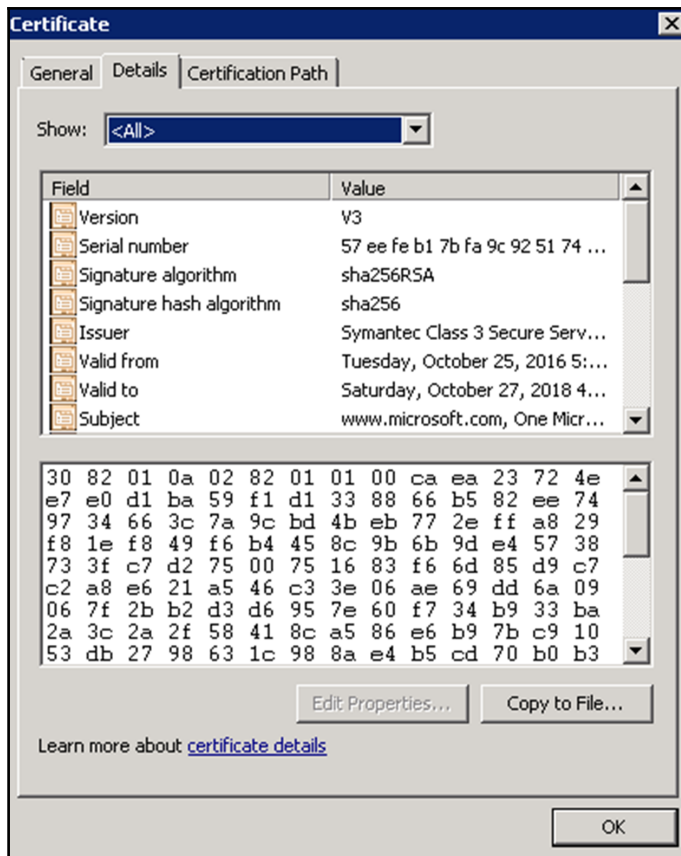 Certificate
General Details Certification Path
Show: <All>
Field Value
Version V3
Serial number 57 ee fe b1 7b fa 9c 92 51 74 ...
Signature algorithm sha256RSA
Signature hash algorithm sha256
Issuer Symantec Class 3 Secure Serv...
Valid from Tuesday, October 25, 2016 5:...
Valid to Saturday, October 27, 2018 4...
Subject www.microsoft.com, One Micr...
30 82 01 0a 02 82 01 01 00 ca ea 23 72 4e
e7 e0 d1 ba 59 f1 d1 33 88 66 b5 82 ee 74
97 34 66 3c 7a 9c bd 4b eb 77 2e ff a8 29
f8 1e f8 49 f6 b4 45 8c 9b 6b 9d e4 57 38
73 3f c7 d2 75 00 75 16 83 f6 6d 85 d9 c7
c2 a8 e6 21 a5 46 c3 3e 06 ae 69 dd 6a 09
06 7f 2b b2 d3 d6 95 7e 60 f7 34 b9 33 ba
2a 3c 2a 2f 58 41 8c a5 86 e6 b9 7b c9 10
53 db 27 98 63 1c 98 8a e4 b5 cd 70 b0 b3
Edit Properties... Copy to File...
Learn more about certificate details
OK